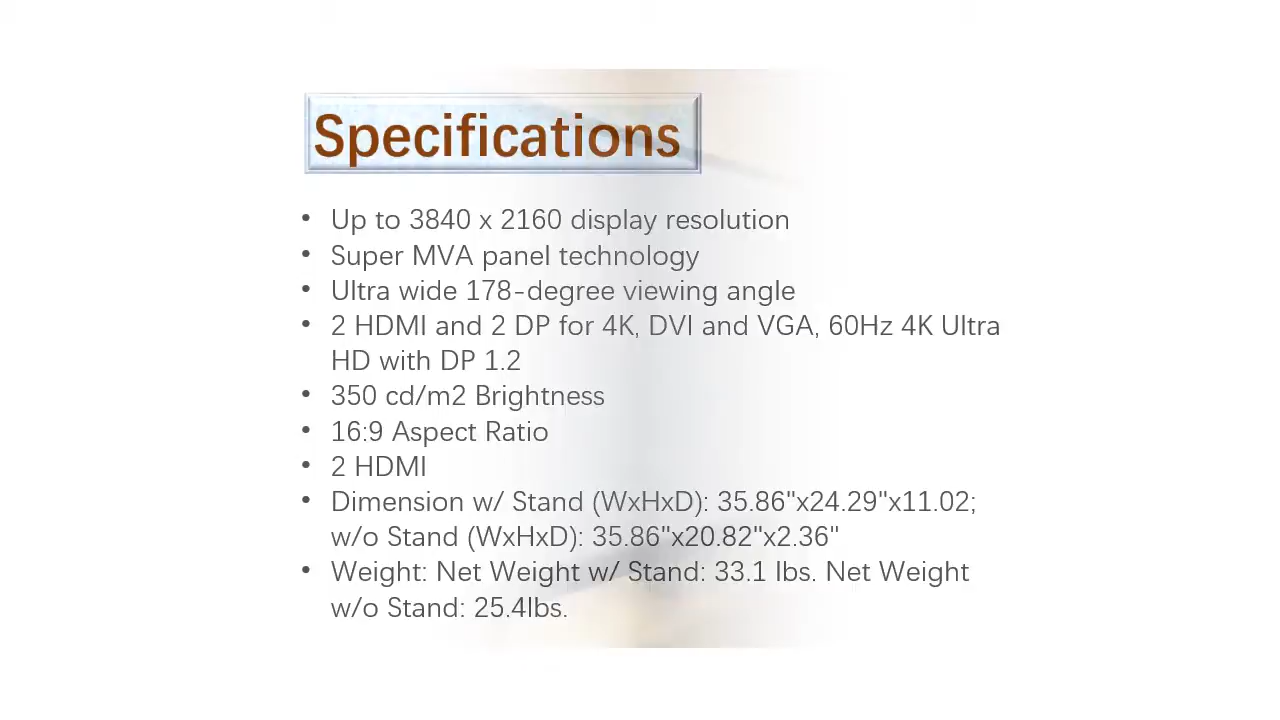 Specifications
• Up to 3840 x 2160 display resolution
• Super MVA panel technology
• Ultra wide 178-degree viewing angle
• 2 HDMI and 2 DP for 4K, DVI and VGA, 60Hz 4K Ultra
HD with DP 1.2
• 350 cd/m2 Brightness
• 16:9 Aspect Ratio
• 2 HDMI
• Dimension w/ Stand (WxHxD): 35.86"x24.29"x11.02;
w/o Stand (WxHxD): 35.86"x20.82"x2.36"
• Weight: Net Weight w/ Stand: 33.1 lbs. Net Weight
w/o Stand: 25.4lbs.